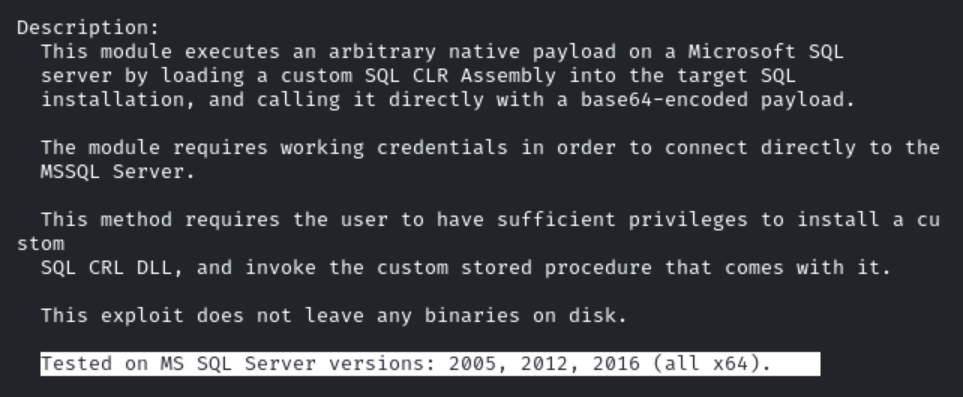 Description:
This module executes an arbitrary native payload on a Microsoft SQL
server by loading a custom SQL CLR Assembly into the target SQL
installation, and calling it directly with a base64-encoded payload.
The module requires working credentials in order to connect directly to the
MSSQL Server.
This method requires the user to have sufficient privileges to install a cu
stom
SQL CRL DLL, and invoke the custom stored procedure that comes with it.
This exploit does not leave any binaries on disk.
Tested on MS SQL Server versions: 2005, 2012, 2016 (all x64).